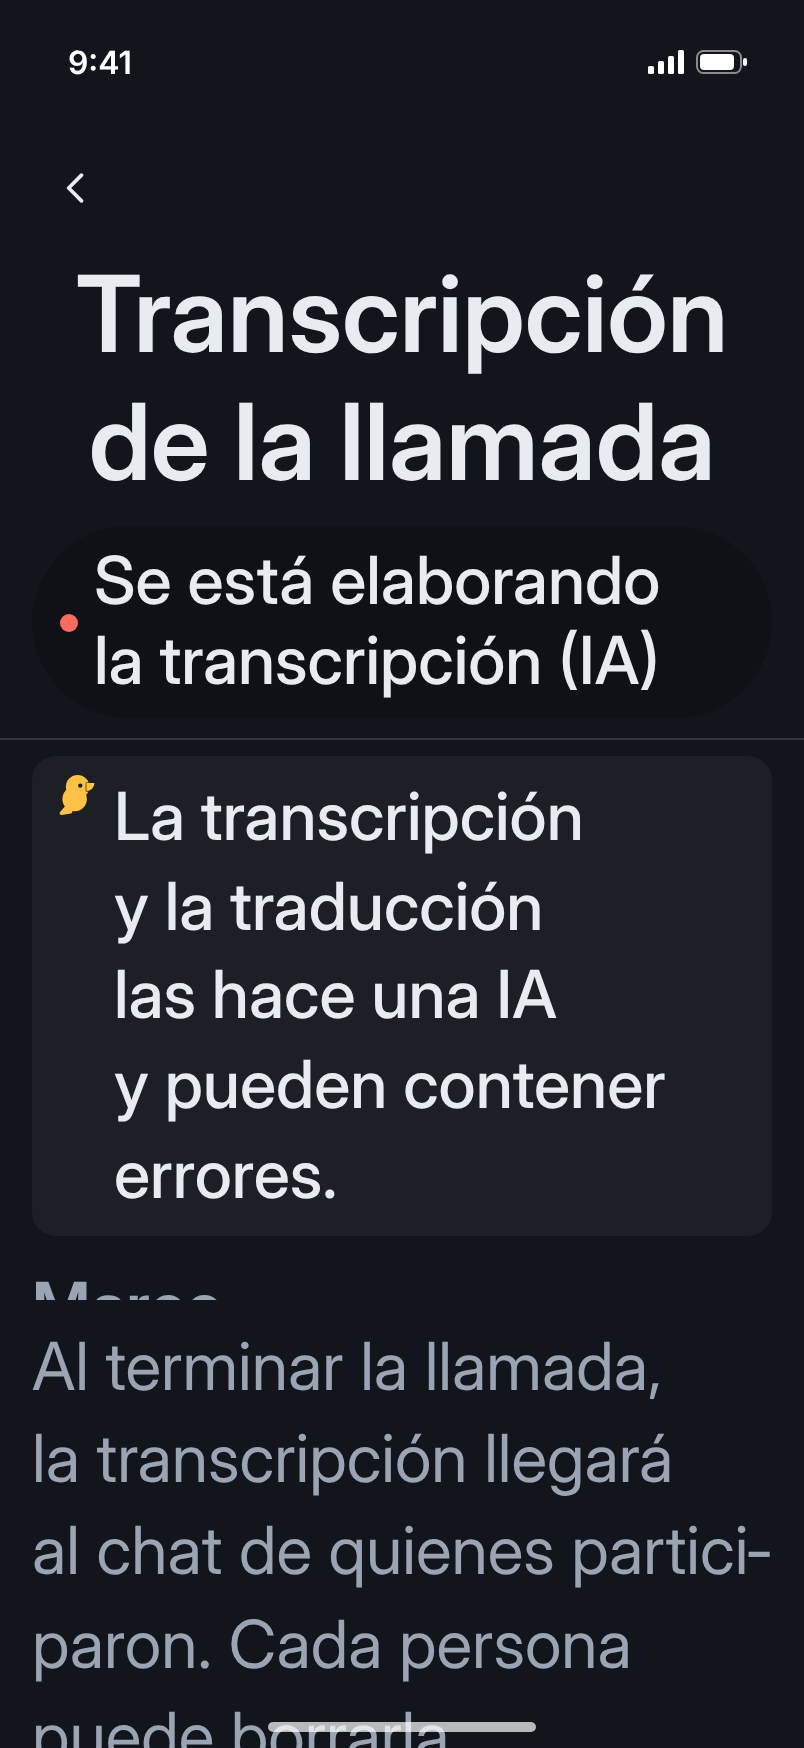 9:41
Transcripción
de la llamada
Se está elaborando
la transcripción (IA)
La transcripción
y la traducción
las hace una IA
y pueden contener
errores.
Al terminar la llamada,
la transcripción llegará
al chat de quienes partici-
paron. Cada persona
puede borrarla